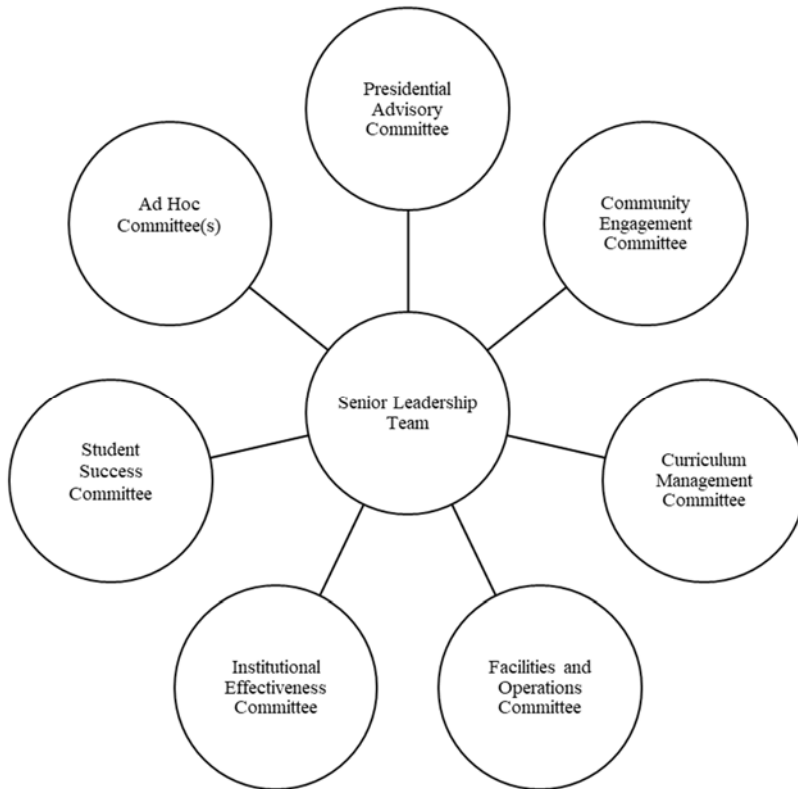 Presidential
Advisory
Committee
Ad Hoc
Committee(s)
Community
Engagement
Committee
Senior Leadership
Team
Student
Success
Committee
Curriculum
Management
Committee
Institutional
Effectiveness
Committee
Facilities and
Operations
Committee